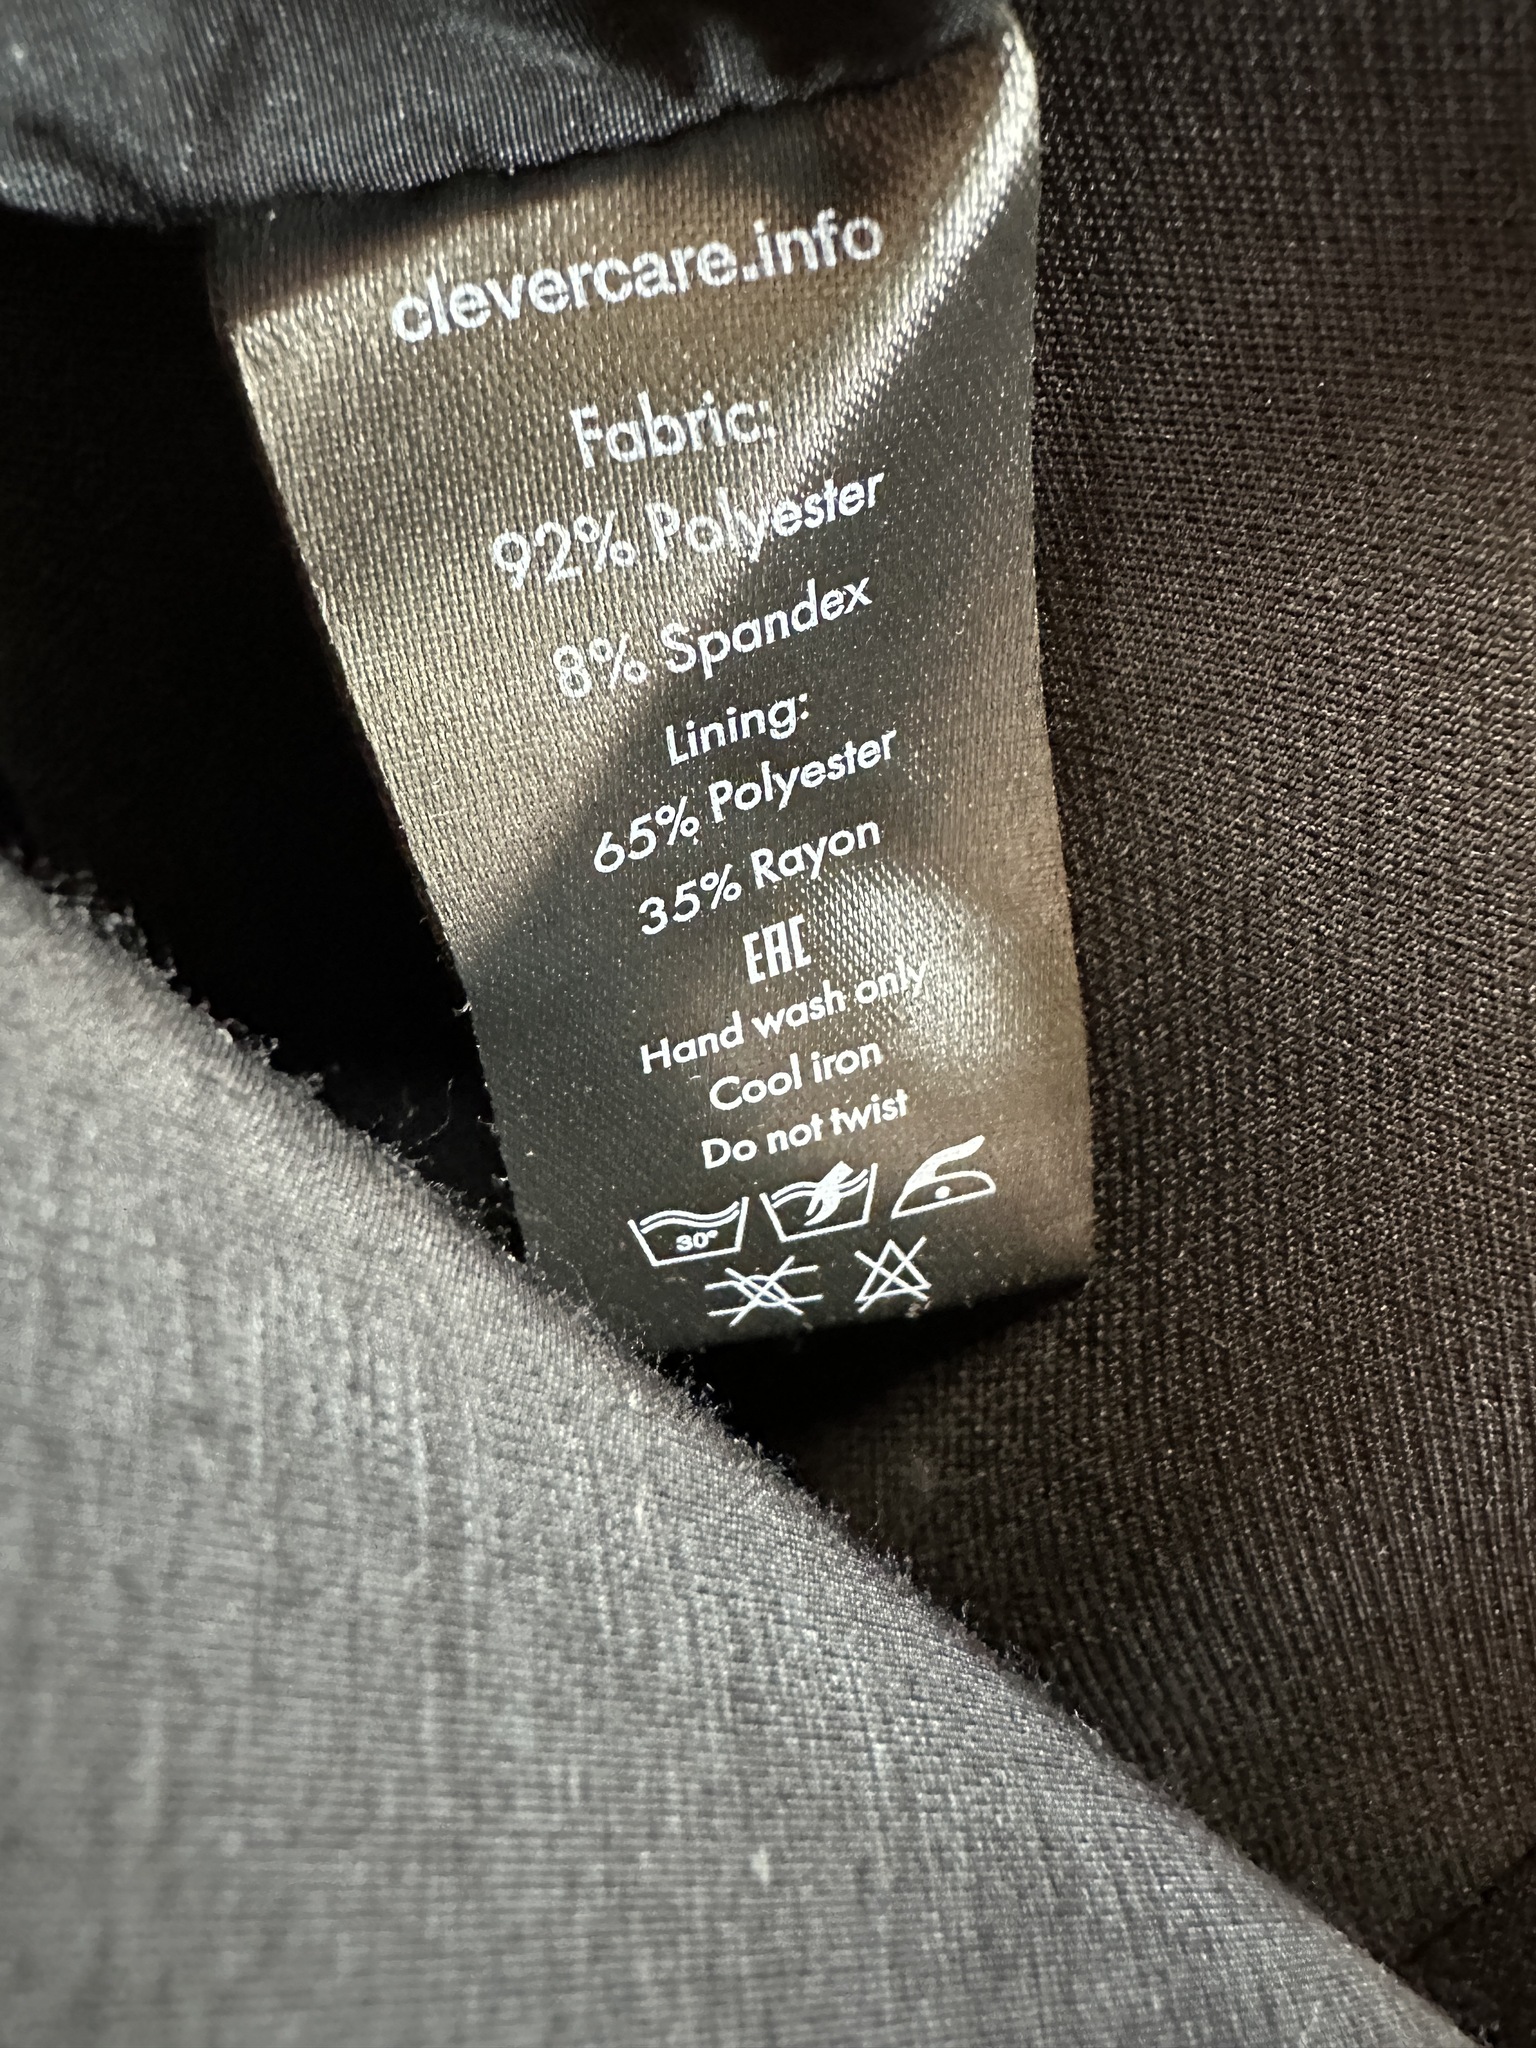 clevercare.info
Fabric:
92% Polyester
8% Spandex
Lining:
65% Polyester
35% Rayon
EAC
Hand wash only
Cool iron
Do not twist
30°